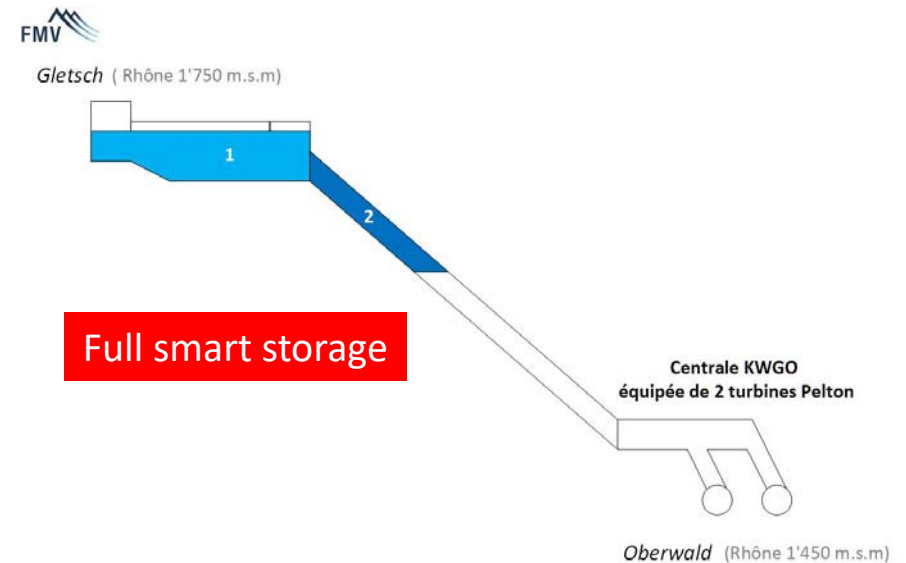 FMV
Gletsch ( Rhône 1'750 m.s.m)
1
2
Full smart storage
Centrale KWGO
équipée de 2 turbines Pelton
Oberwald (Rhône 1'450 m.s.m)